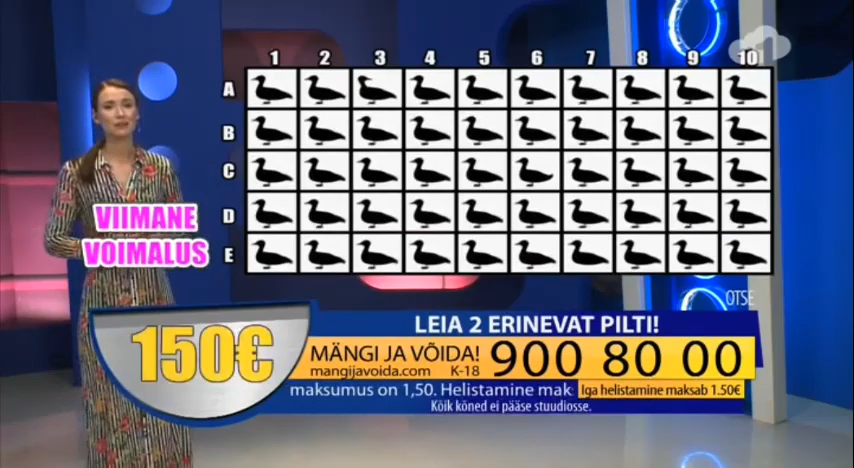 1 2 3 4 5 6 7 8 9 10
A
B
C
D
E
VIIMANE
VOIMALUS
OTSE
150€
LEIA 2 ERINEVAT PILTI!
MÄNGI JA VÕIDA! 900 80 00
mangijavoida.com K-18
maksumus on 1,50. Helistamine mak Iga helistamine maksab 1.50€
Kõik kõned ei pääse stuudiosse.